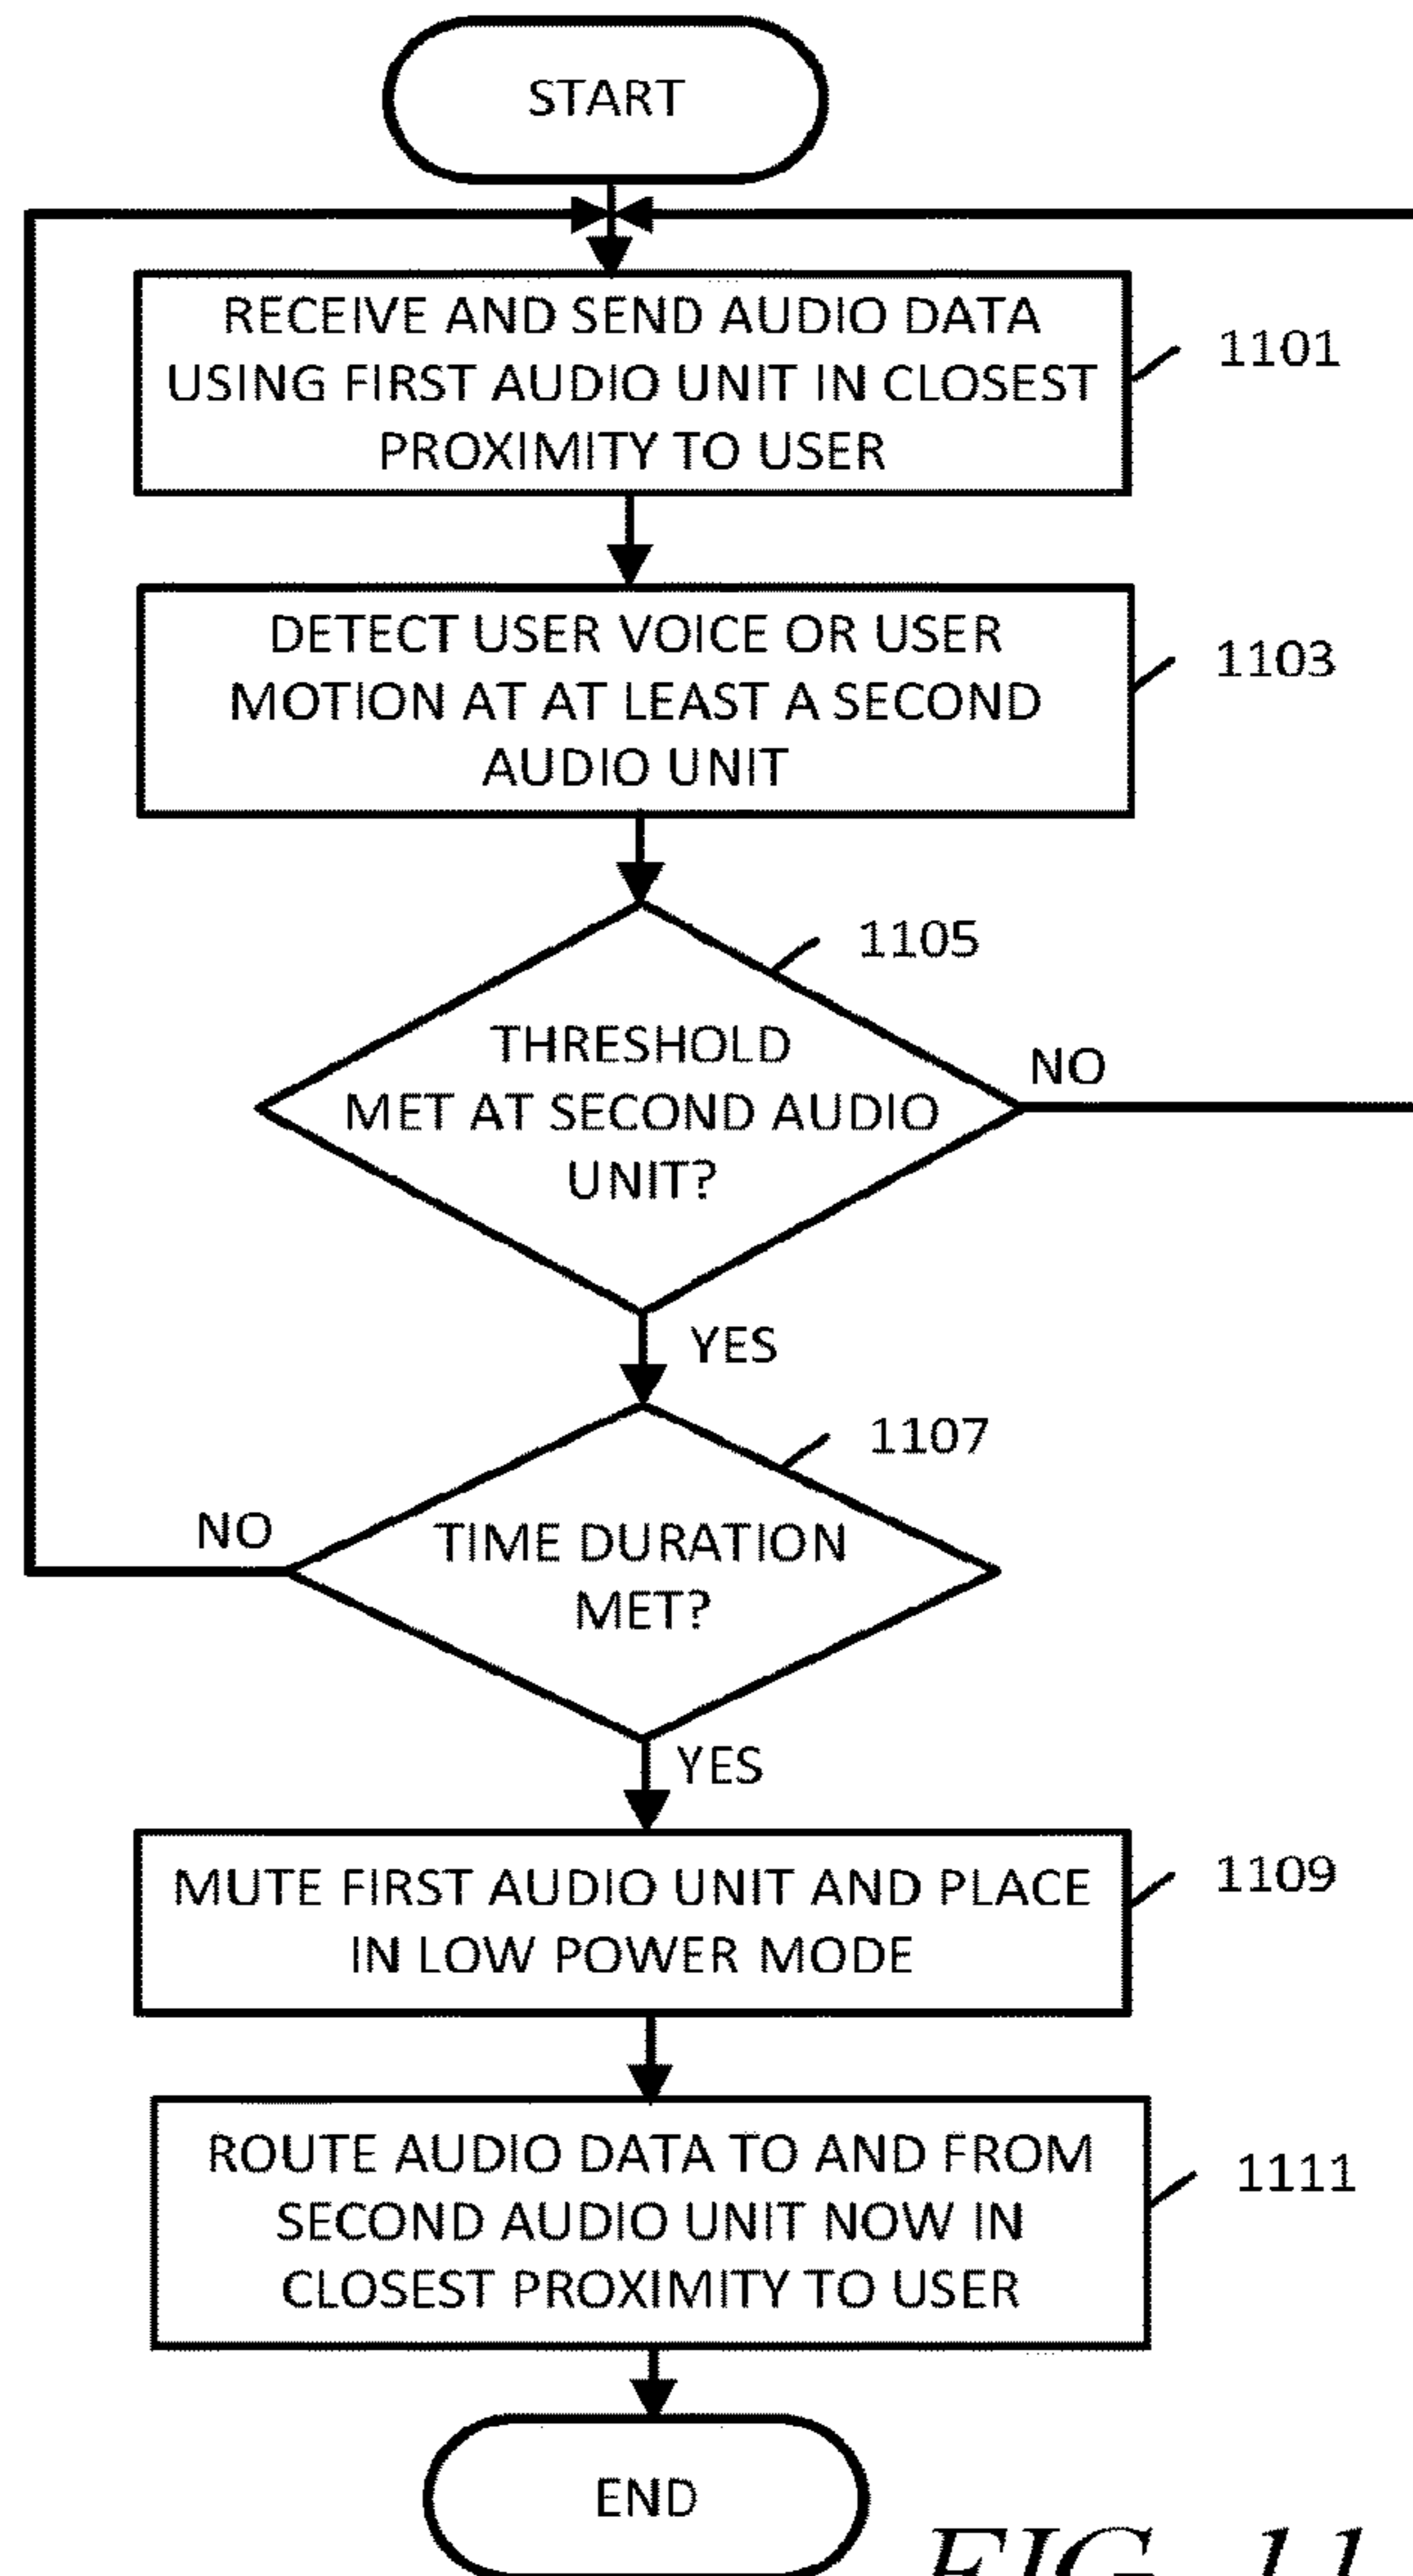 START
RECEIVE AND SEND AUDIO DATA
USING FIRST AUDIO UNIT IN CLOSEST
PROXIMITY TO USER
1101
DETECT USER VOICE OR USER
MOTION AT AT LEAST A SECOND
AUDIO UNIT
1103
1105
THRESHOLD
MET AT SECOND AUDIO
UNIT?
NO
YES
1107
TIME DURATION
MET?
NO
YES
MUTE FIRST AUDIO UNIT AND PLACE
IN LOW POWER MODE
1109
ROUTE AUDIO DATA TO AND FROM
SECOND AUDIO UNIT NOW IN
CLOSEST PROXIMITY TO USER
1111
END
FIG. 11